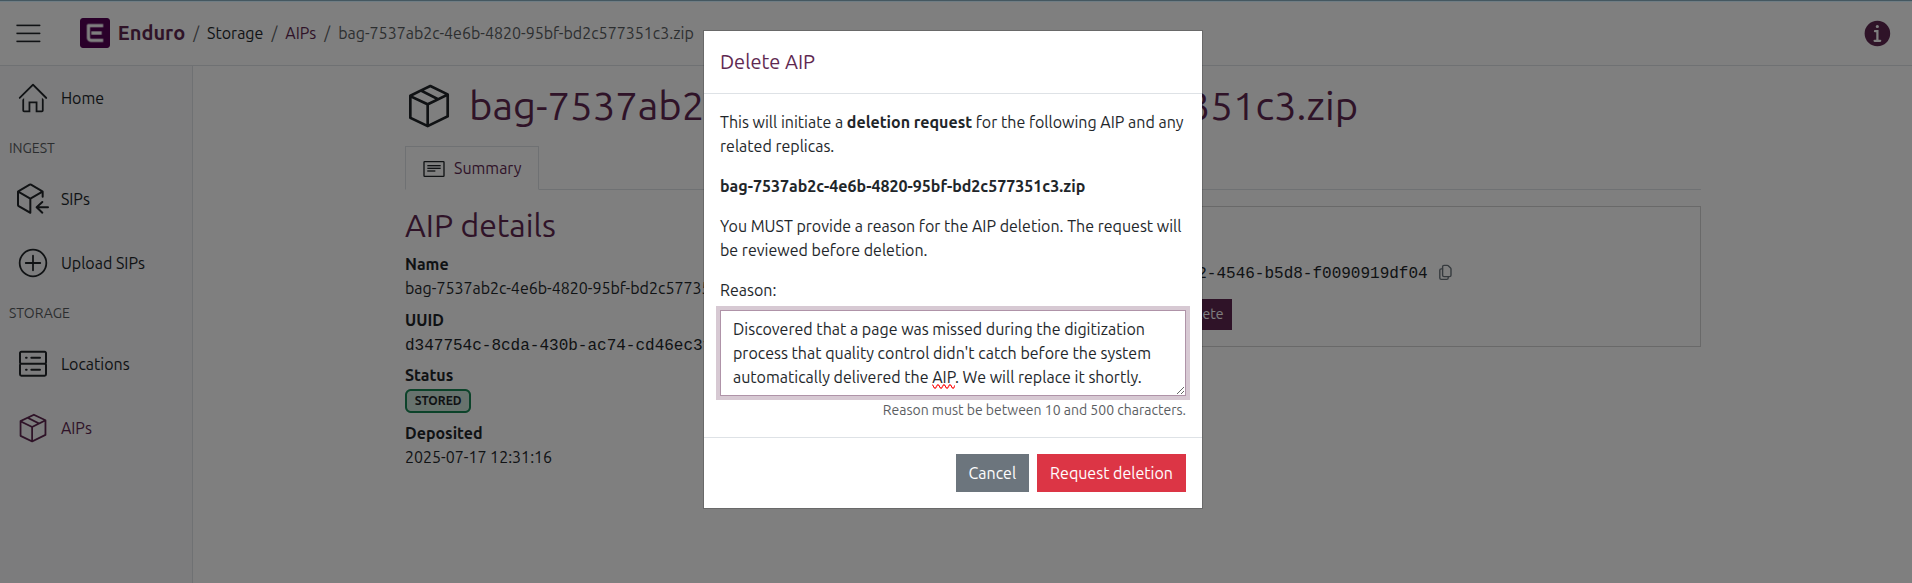 Enduro / Storage / AIPs / bag-7537ab2c-4e6b-4820-95bf-bd2c577351c3.zip
Home
INGEST
SIPs
Upload SIPs
STORAGE
Locations
AIPs
bag-7537ab2 351c3.zip
Summary
AIP details
Name
bag-7537ab2c-4e6b-4820-95bf-bd2c5773
UUID
d347754c-8cda-430b-ac74-cd46ec3
Status
STORED
Deposited
2025-07-17 12:31:16
2-4546-b5d8-f0090919df04
ete
Delete AIP
This will initiate a deletion request for the following AIP and any
related replicas.
bag-7537ab2c-4e6b-4820-95bf-bd2c577351c3.zip
You MUST provide a reason for the AIP deletion. The request will
be reviewed before deletion.
Reason:
Discovered that a page was missed during the digitization
process that quality control didn't catch before the system
automatically delivered the AIP. We will replace it shortly.
Reason must be between 10 and 500 characters.
Cancel
Request deletion